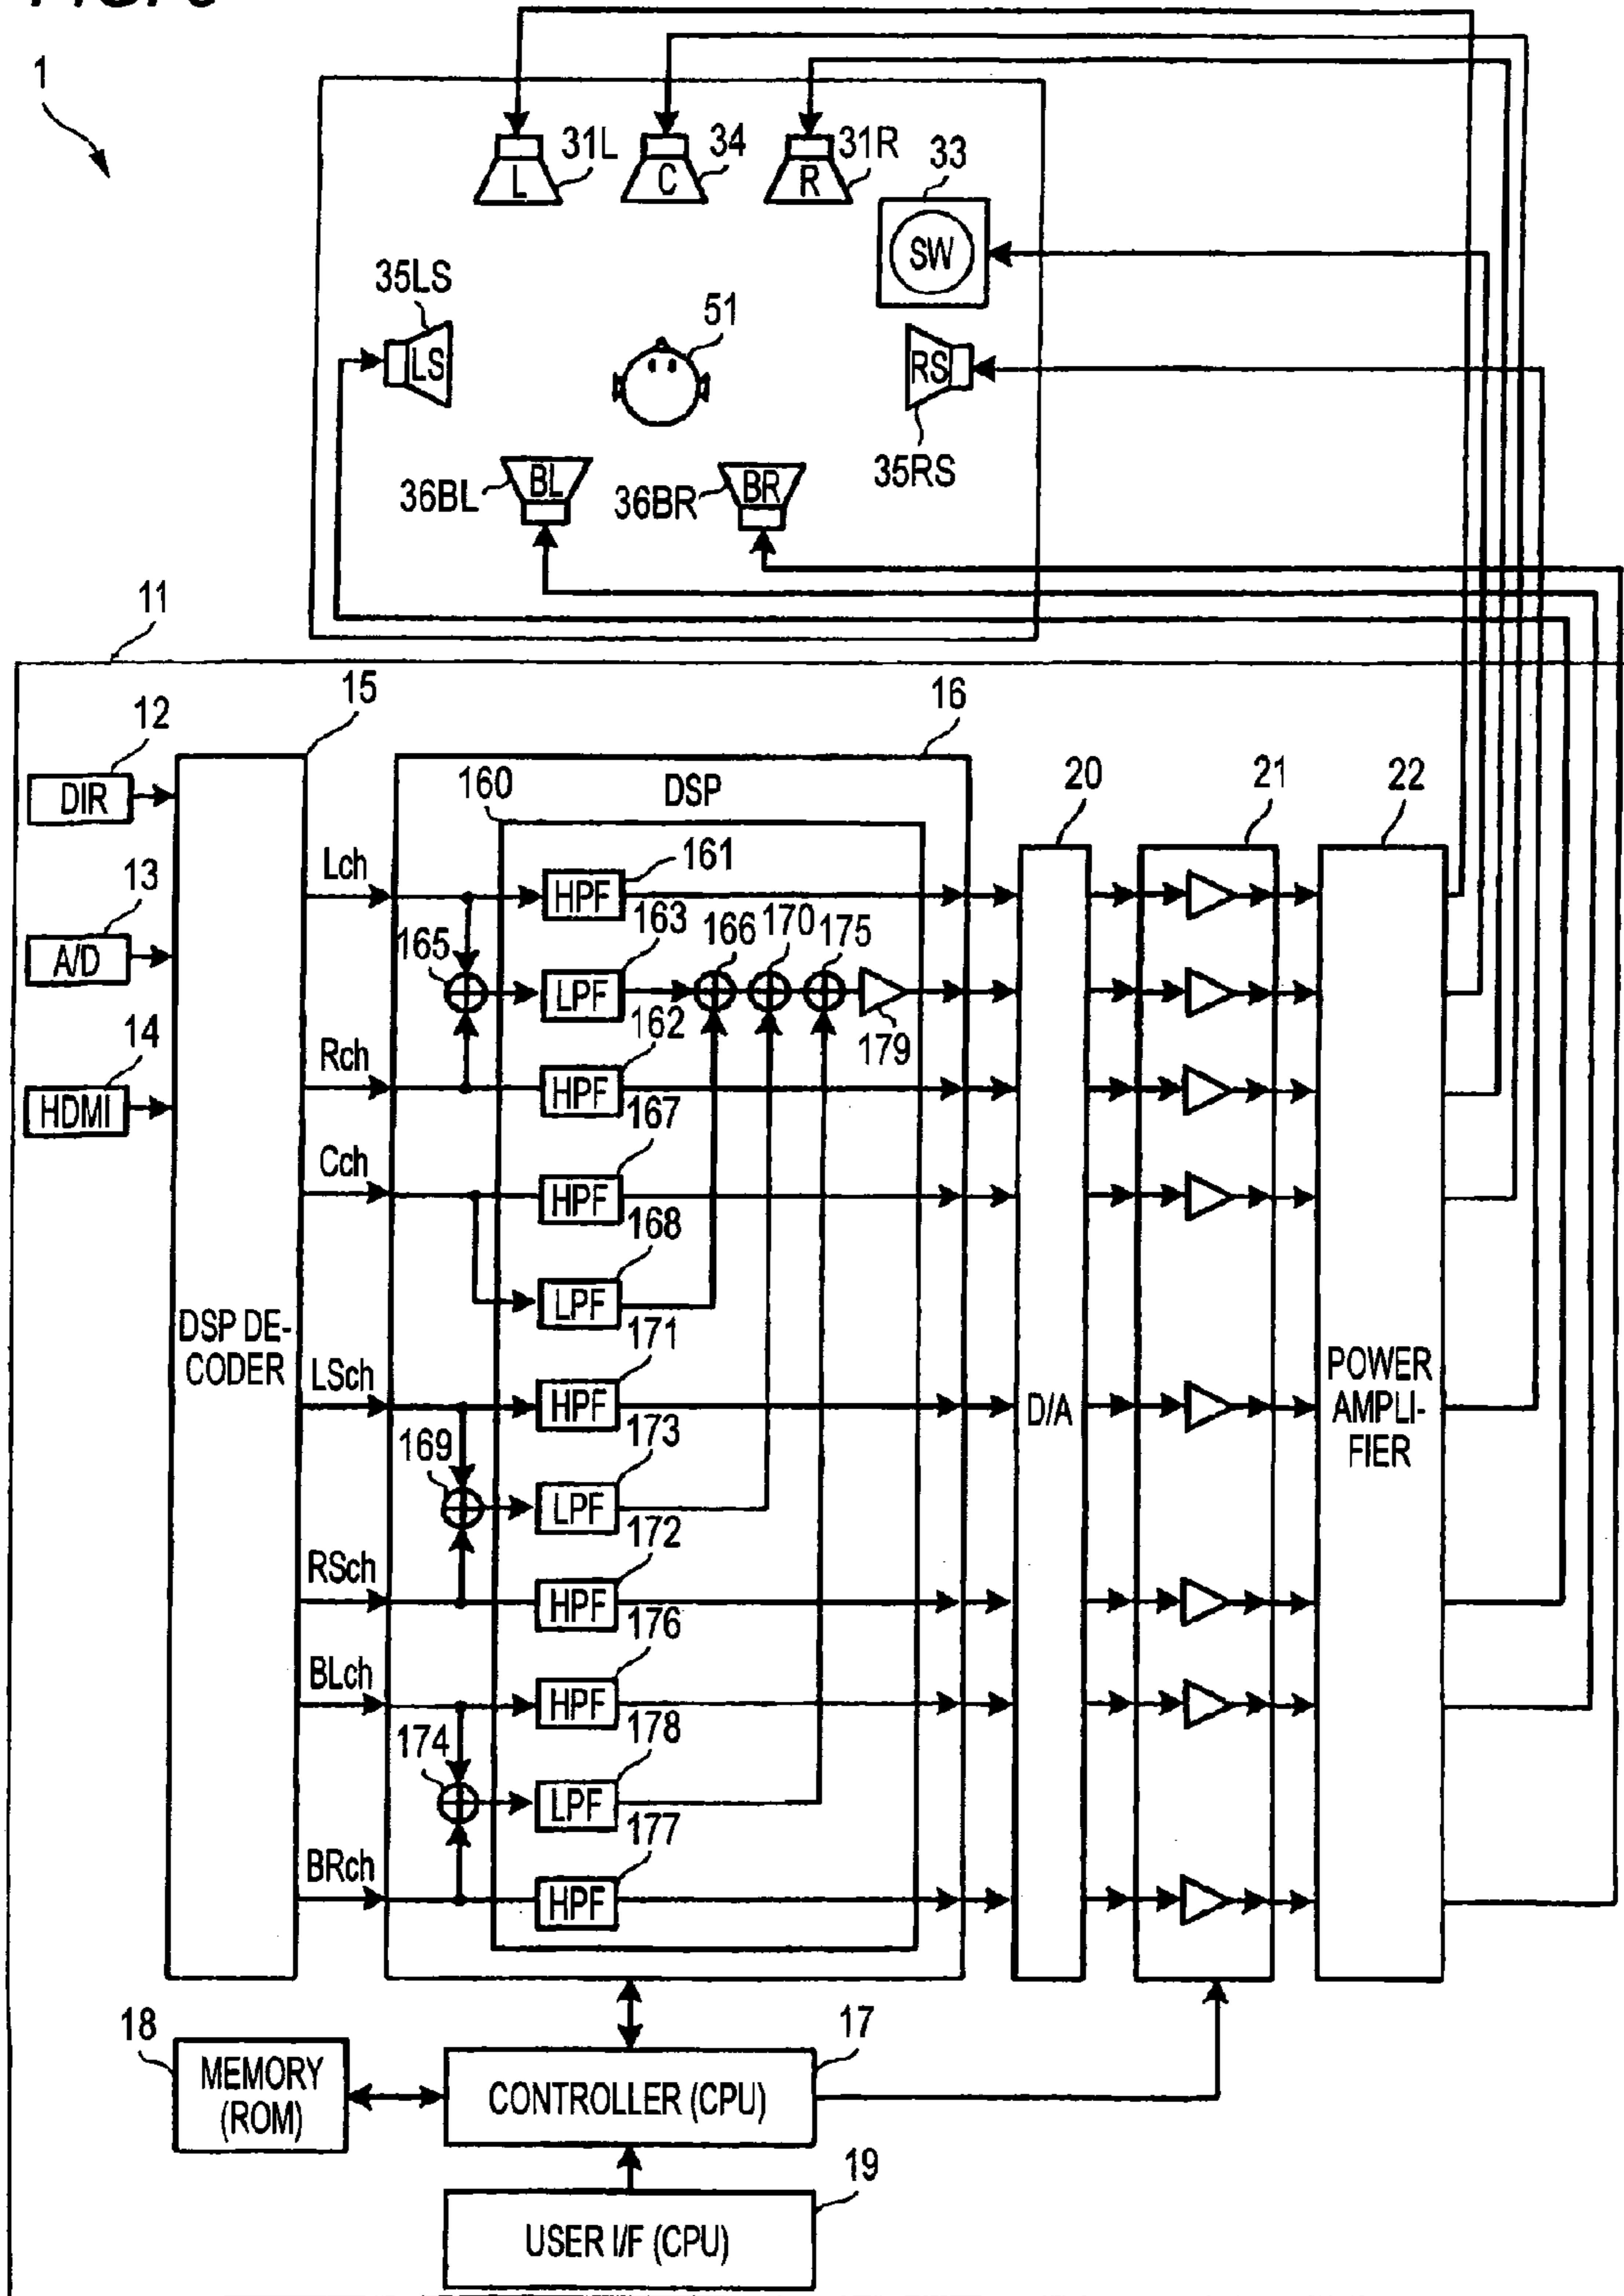 1
31L
34
31R
33
L
C
R
SW
35LS
51
LS
RS
35RS
BL
BR
36BL
36BR
11
15
16
12
160
DSP
20
21
22
DIR
161
Lch
HPF
13
163
166
170
175
A/D
165
LPF
162
179
14
Rch
HPF
HDMI
167
Cch
HPF
168
LPF
DSP DE-
CODER
171
LSch
HPF
D/A
POWER
AMPLI-
FIER
169
173
LPF
172
RSch
HPF
176
BLch
HPF
174
178
LPF
177
BRch
HPF
18
17
MEMORY
(ROM)
CONTROLLER (CPU)
19
USER I/F (CPU)